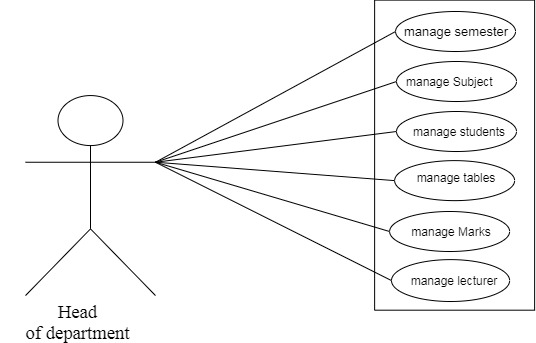 manage semester
manage Subject
manage students
manage tables
manage Marks
manage lecturer
Head
of department